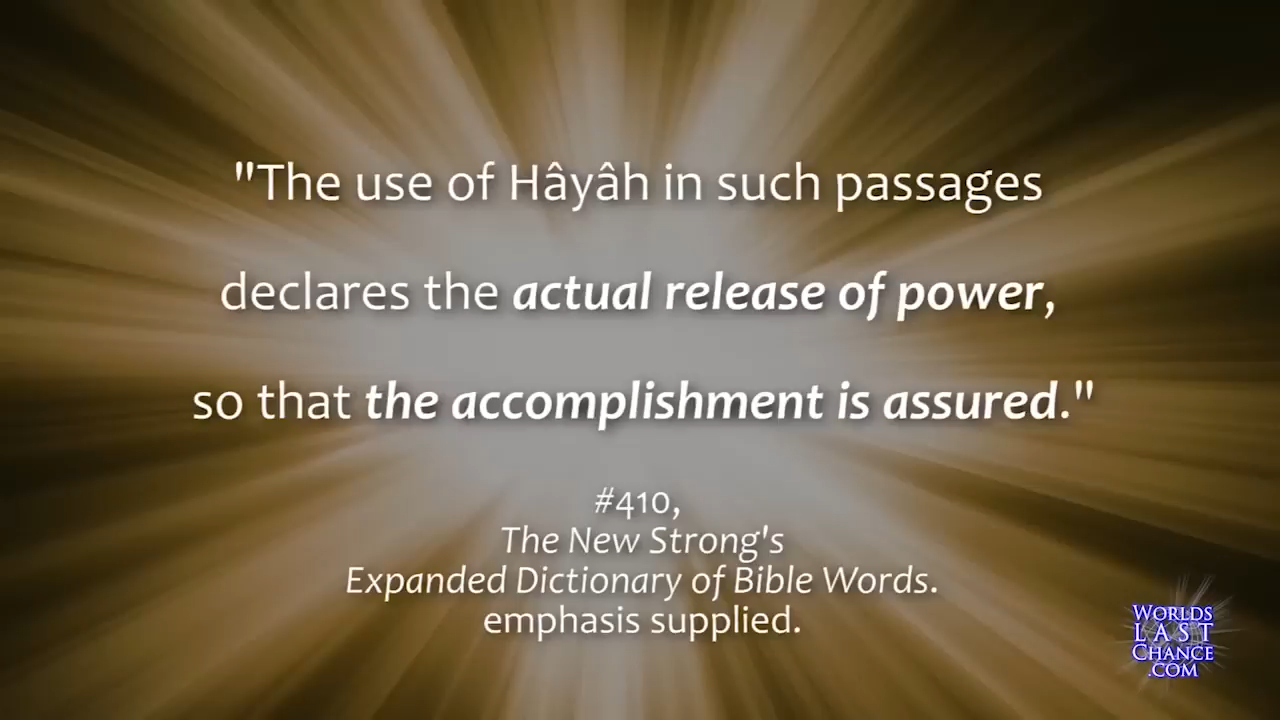 "The use of Hâyâh in such passages
declares the actual release of power,
so that the accomplishment is assured."
#410,
The New Strong's
Expanded Dictionary of Bible Words.
emphasis supplied.
WORLDS
LAST
CHANCE
.COM